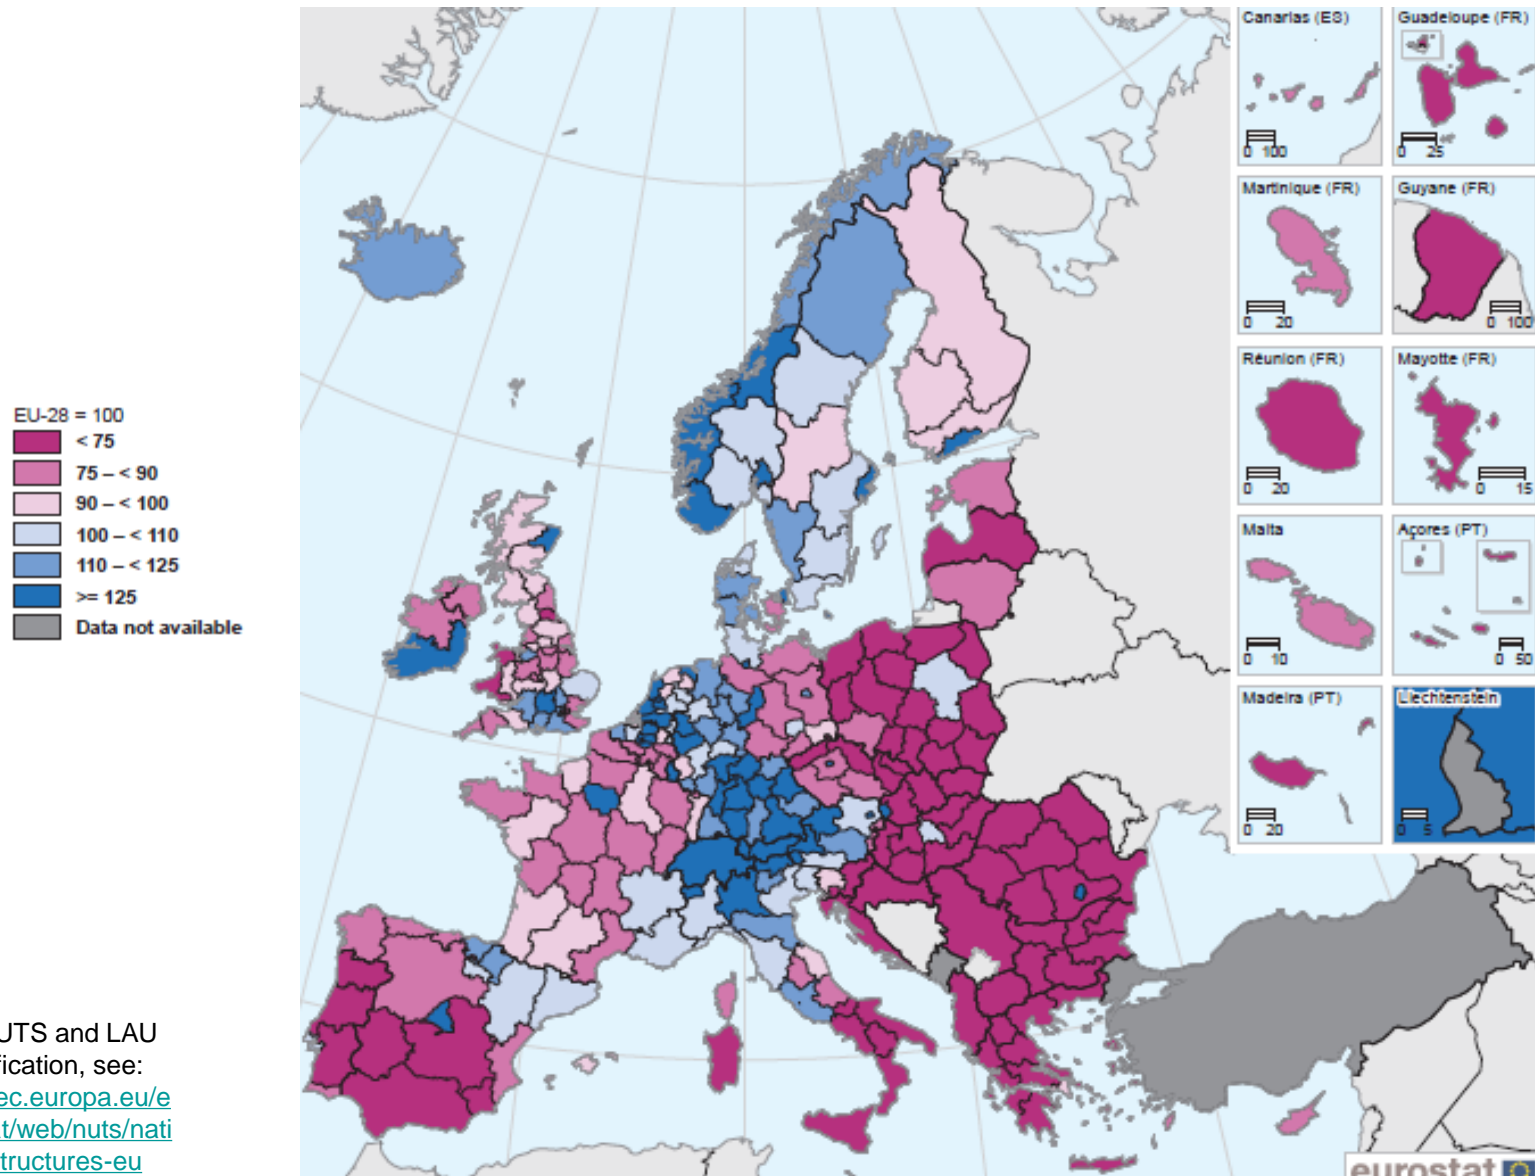 EU-28 = 100
< 75
75 – < 90
90 – < 100
100 – < 110
110 – < 125
>= 125
Data not available
UTS and LAU
fication, see:
ec.europa.eu/e
t/web/nuts/nati
tructures-eu
Canarias (ES)
0 100
Guadeloupe (FR)
0 25
Martinique (FR)
0 20
Guyane (FR)
0 100
Réunion (FR)
0 20
Mayotte (FR)
0 15
Malta
0 10
Açores (PT)
0 50
Madeira (PT)
0 20
Liechtenstein
0 5
eurostat